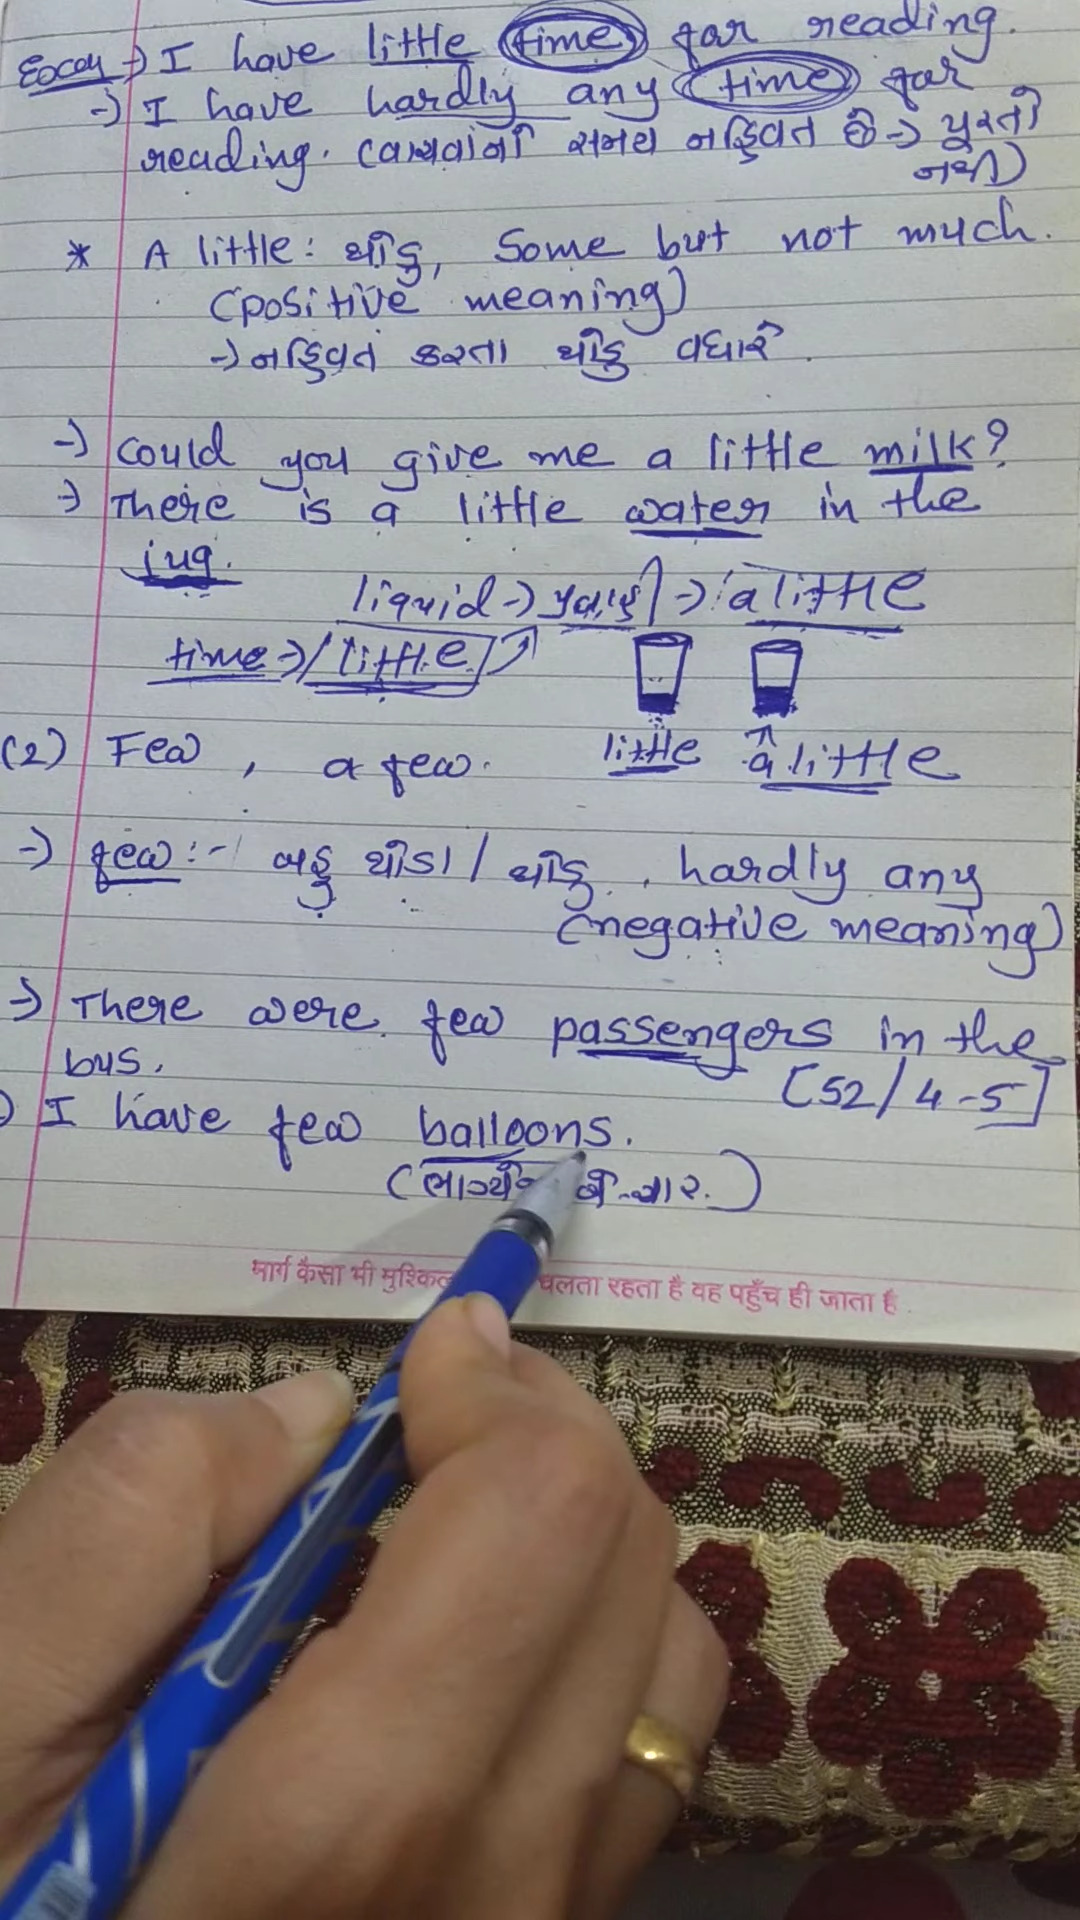 Exam → I have little time for reading.
→ I have hardly any time for
reading. (વાચવાંનો સમય નહિવત છે → પૂરતો
નથી)
* A little: થોડુ, Some but not much.
(positive meaning)
→ નહિવત કરતા થોડુ વધારે.
→ Could you give me a little milk?
→ There is a little water in the
jug.
liquid → પ્રવાહી → a little
time → little
little a little
(2) Few, a few.
→ few :- બહુ થોડા / થોડુ, hardly any
(negative meaning)
→ There were few passengers in the
bus. [52/4-5]
I have few balloons.
બે-ચાર.)
मार्ग कैसा भी मुश्किल चलता रहता है वह पहुँच ही जाता है.